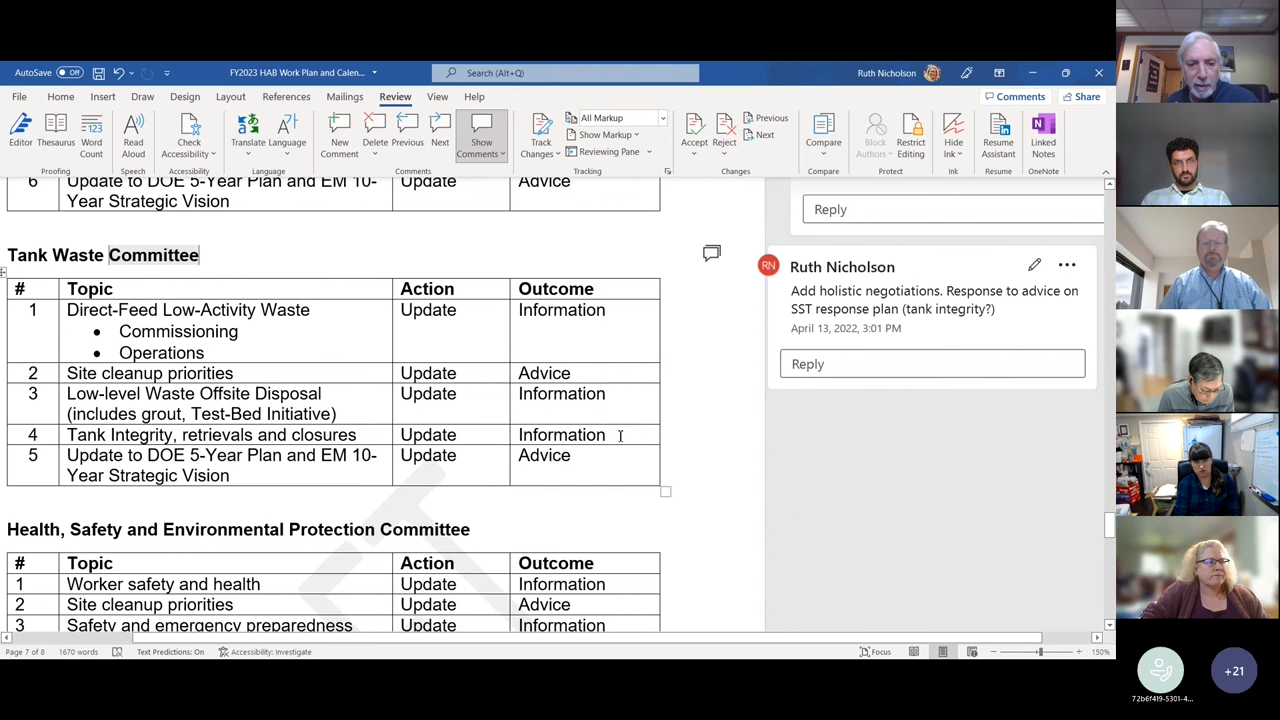 AutoSave Off FY2023 HAB Work Plan and Calen... Search (Alt+Q) Ruth Nicholson
File Home Insert Draw Design Layout References Mailings Review View Help Comments Share
Editor Thesaurus Word Count Read Aloud Check Accessibility Translate Language New Comment Delete Previous Next Show Comments Track Changes All Markup Show Markup Reviewing Pane Accept Reject Previous Next Compare Block Authors Restrict Editing Hide Ink Resume Assistant Linked Notes
Proofing Speech Accessibility Language Comments Tracking Changes Compare Protect Ink Resume OneNote
6 Update to DOE 5-Year Plan and EM 10- Update Advice
Year Strategic Vision
Reply
Tank Waste Committee
# Topic Action Outcome
1 Direct-Feed Low-Activity Waste Update Information
• Commissioning
• Operations
2 Site cleanup priorities Update Advice
3 Low-level Waste Offsite Disposal Update Information
(includes grout, Test-Bed Initiative)
4 Tank Integrity, retrievals and closures Update Information
5 Update to DOE 5-Year Plan and EM 10- Update Advice
Year Strategic Vision
RN Ruth Nicholson
Add holistic negotiations. Response to advice on
SST response plan (tank integrity?)
April 13, 2022, 3:01 PM
Reply
Health, Safety and Environmental Protection Committee
# Topic Action Outcome
1 Worker safety and health Update Information
2 Site cleanup priorities Update Advice
3 Safety and emergency preparedness Update Information
Page 7 of 8 1670 words Text Predictions: On Accessibility: Investigate Focus 150%
+21
72b6f419-5301-4...